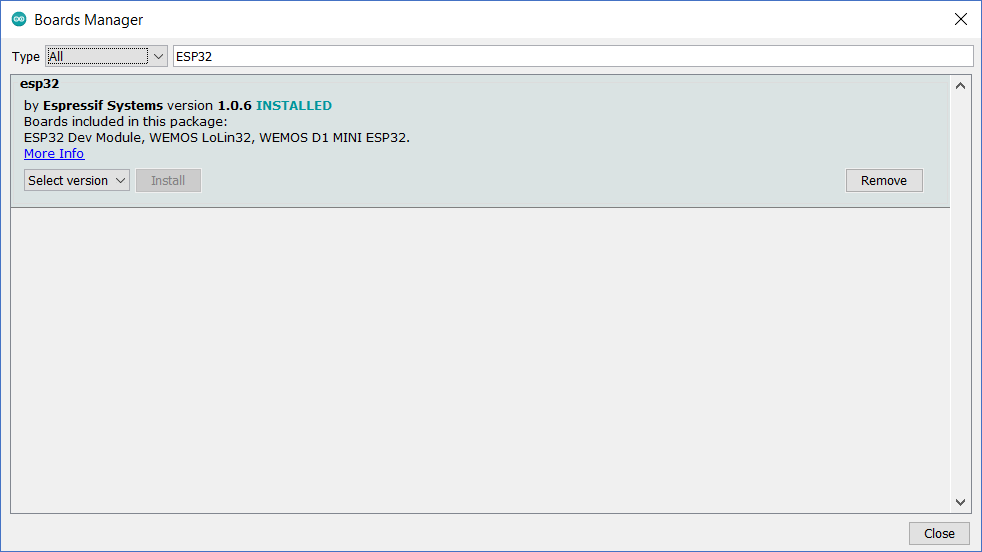 Boards Manager
Type All ESP32
esp32
by Espressif Systems version 1.0.6 INSTALLED
Boards included in this package:
ESP32 Dev Module, WEMOS LoLin32, WEMOS D1 MINI ESP32.
More Info
Select version Install Remove
Close